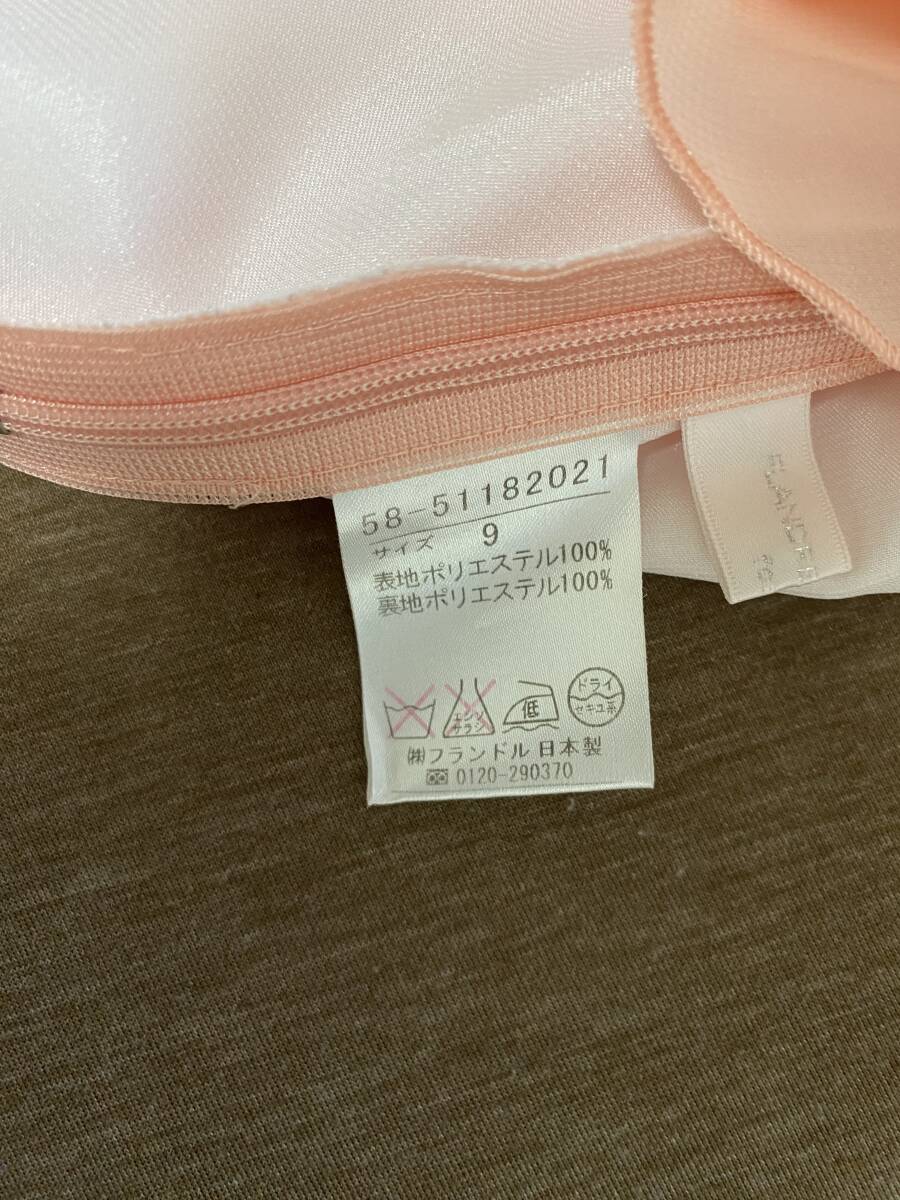 58-51182021
サイズ 9
表地ポリエステル100%
裏地ポリエステル100%
エンソ
サラシ
低
ドライ
セキユ系
㈱フランドル 日本製
0120-290370